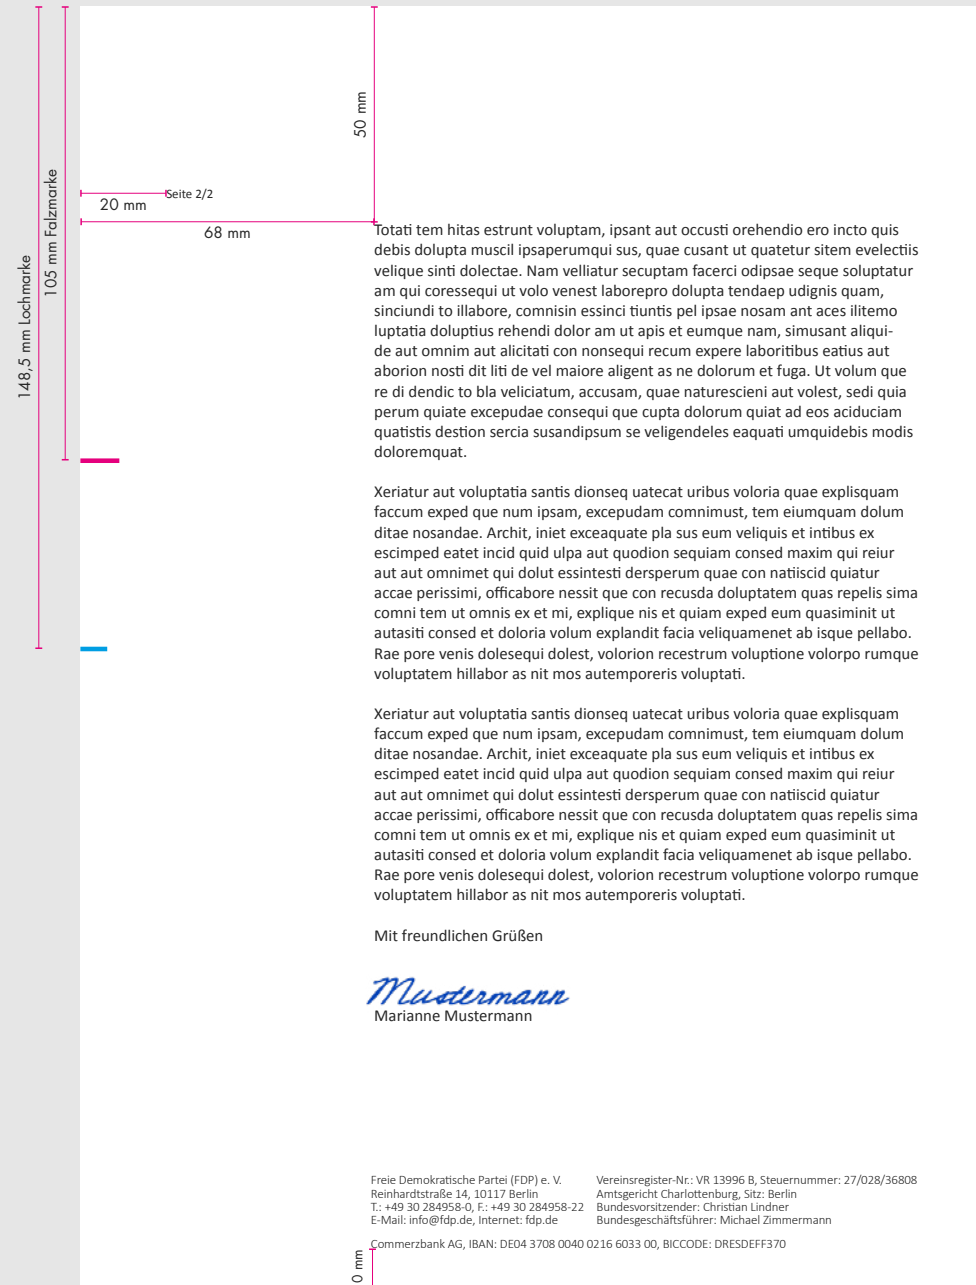 50 mm
Seite 2/2
20 mm
68 mm
105 mm Falzmarke
148,5 mm Lochmarke
Totati tem hitas estrunt voluptam, ipsant aut occusti orehendio ero incto quis
debis dolupta muscil ipsaperumqui sus, quae cusant ut quatetur sitem evelectiis
velique sinti dolectae. Nam velliatur secuptam facerci odipsae seque soluptatur
am qui coressequi ut volo venest laborepro dolupta tendaep udignis quam,
sinciundi to illabore, comnisin essinci tiuntis pel ipsae nosam ant aces ilitemo
luptatia doluptius rehendi dolor am ut apis et eumque nam, simusant aliqui-
de aut omnim aut alicitati con nonsequi recum expere laboritibus eatius aut
aborion nosti dit liti de vel maiore aligent as ne dolorum et fuga. Ut volum que
re di dendic to bla veliciatum, accusam, quae naturescieni aut volest, sedi quia
perum quiate excepudae consequi que cupta dolorum quiat ad eos aciduciam
quatistis destion sercia susandipsum se veligendeles eaquati umquidebis modis
doloremquat.
Xeriatur aut voluptatia santis dionseq uatecat uribus voloria quae explisquam
faccum exped que num ipsam, excepudam comnimust, tem eiumquam dolum
ditae nosandae. Archit, iniet exceaquate pla sus eum veliquis et intibus ex
escimped eatet incid quid ulpa aut quodion sequiam consed maxim qui reiur
aut aut omnimet qui dolut essintesti dersperum quae con natiiscid quiatur
accae perissimi, officabore nessit que con recusda doluptatem quas repelis sima
comni tem ut omnis ex et mi, explique nis et quiam exped eum quasiminit ut
autasiti consed et doloria volum explandit facia veliquamenet ab isque pellabo.
Rae pore venis dolesequi dolest, volorion recestrum voluptione volorpo rumque
voluptatem hillabor as nit mos autemporeris voluptati.
Xeriatur aut voluptatia santis dionseq uatecat uribus voloria quae explisquam
faccum exped que num ipsam, excepudam comnimust, tem eiumquam dolum
ditae nosandae. Archit, iniet exceaquate pla sus eum veliquis et intibus ex
escimped eatet incid quid ulpa aut quodion sequiam consed maxim qui reiur
aut aut omnimet qui dolut essintesti dersperum quae con natiiscid quiatur
accae perissimi, officabore nessit que con recusda doluptatem quas repelis sima
comni tem ut omnis ex et mi, explique nis et quiam exped eum quasiminit ut
autasiti consed et doloria volum explandit facia veliquamenet ab isque pellabo.
Rae pore venis dolesequi dolest, volorion recestrum voluptione volorpo rumque
voluptatem hillabor as nit mos autemporeris voluptati.
Mit freundlichen Grüßen
Mustermann
Marianne Mustermann
Freie Demokratische Partei (FDP) e. V.
Reinhardtstraße 14, 10117 Berlin
T.: +49 30 284958-0, F.: +49 30 284958-22
E-Mail: info@fdp.de, Internet: fdp.de
Vereinsregister-Nr.: VR 13996 B, Steuernummer: 27/028/36808
Amtsgericht Charlottenburg, Sitz: Berlin
Bundesvorsitzender: Christian Lindner
Bundesgeschäftsführer: Michael Zimmermann
Commerzbank AG, IBAN: DE04 3708 0040 0216 6033 00, BICCODE: DRESDEFF370
0 mm